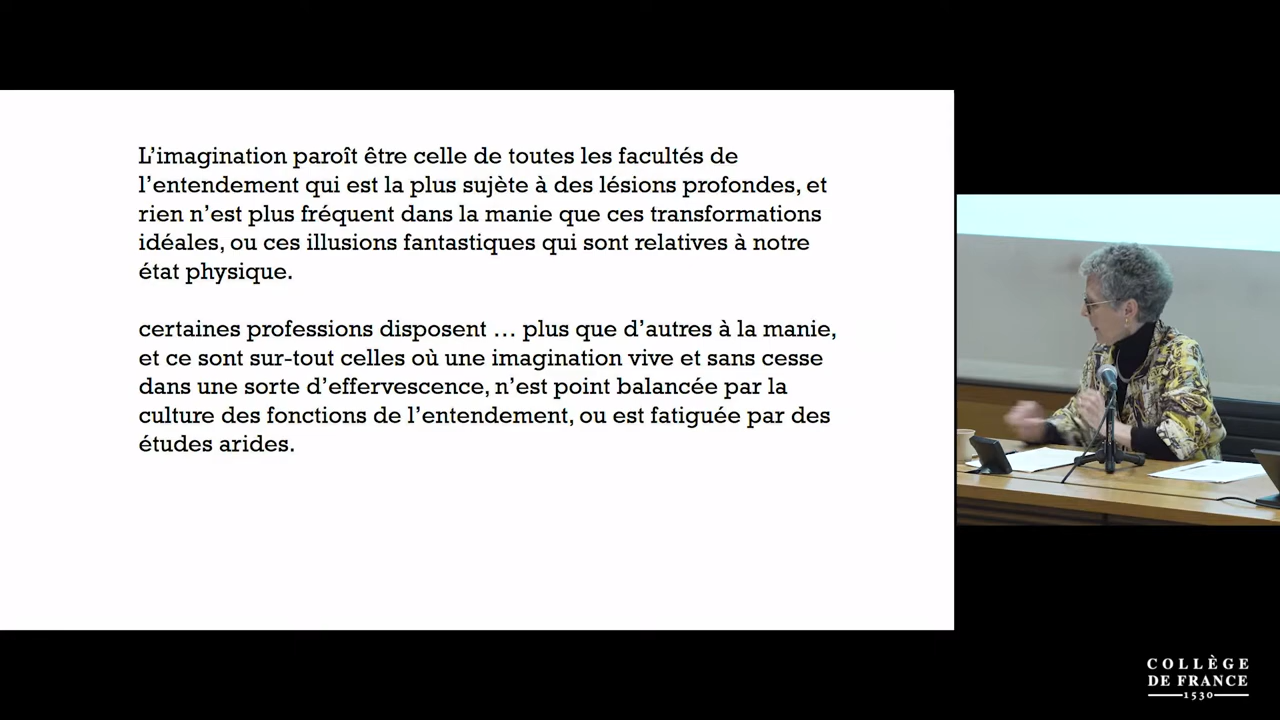 L’imagination paroît être celle de toutes les facultés de
l’entendement qui est la plus sujète à des lésions profondes, et
rien n’est plus fréquent dans la manie que ces transformations
idéales, ou ces illusions fantastiques qui sont relatives à notre
état physique.
certaines professions disposent … plus que d’autres à la manie,
et ce sont sur-tout celles où une imagination vive et sans cesse
dans une sorte d’effervescence, n’est point balancée par la
culture des fonctions de l’entendement, ou est fatiguée par des
études arides.
COLLÈGE
DE FRANCE
1530